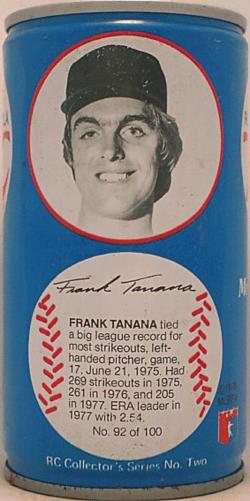 Frank Tanana
FRANK TANANA tied
a big league record for
most strikeouts, left-
handed pitcher, game,
17, June 21, 1975. Had
269 strikeouts in 1975,
261 in 1976, and 205
in 1977. ERA leader in
1977 with 2.54.
No. 92 of 100
RC Collector's Series No. Two